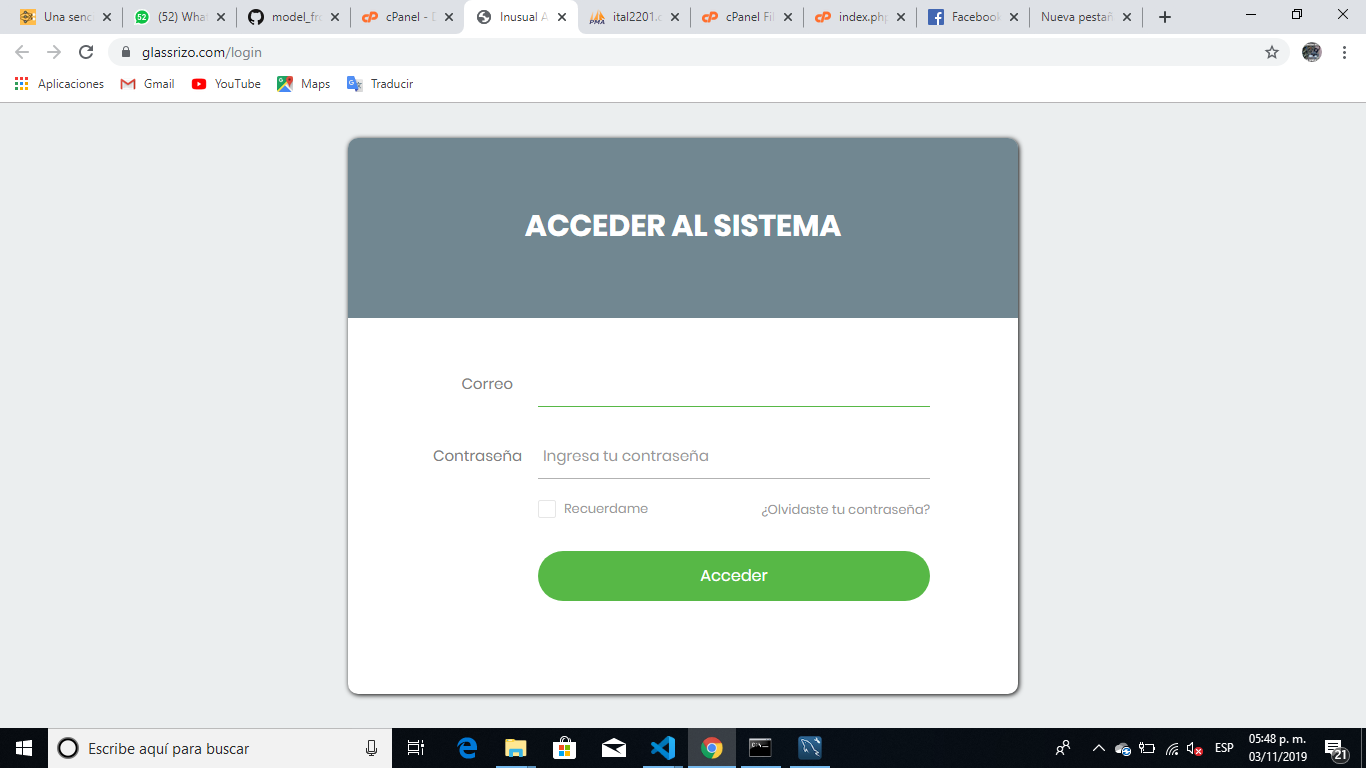 Una senc
(52) What
model_fro
cPanel - D
Inusual A
ital2201.c
cPanel Fil
index.php
Facebook
Nueva pestañ
glassrizo.com/login
Aplicaciones
Gmail
YouTube
Maps
Traducir
ACCEDER AL SISTEMA
Correo
Contraseña
Ingresa tu contraseña
Recuerdame
¿Olvidaste tu contraseña?
Acceder
Escribe aquí para buscar
ESP
05:48 p. m.
03/11/2019
21